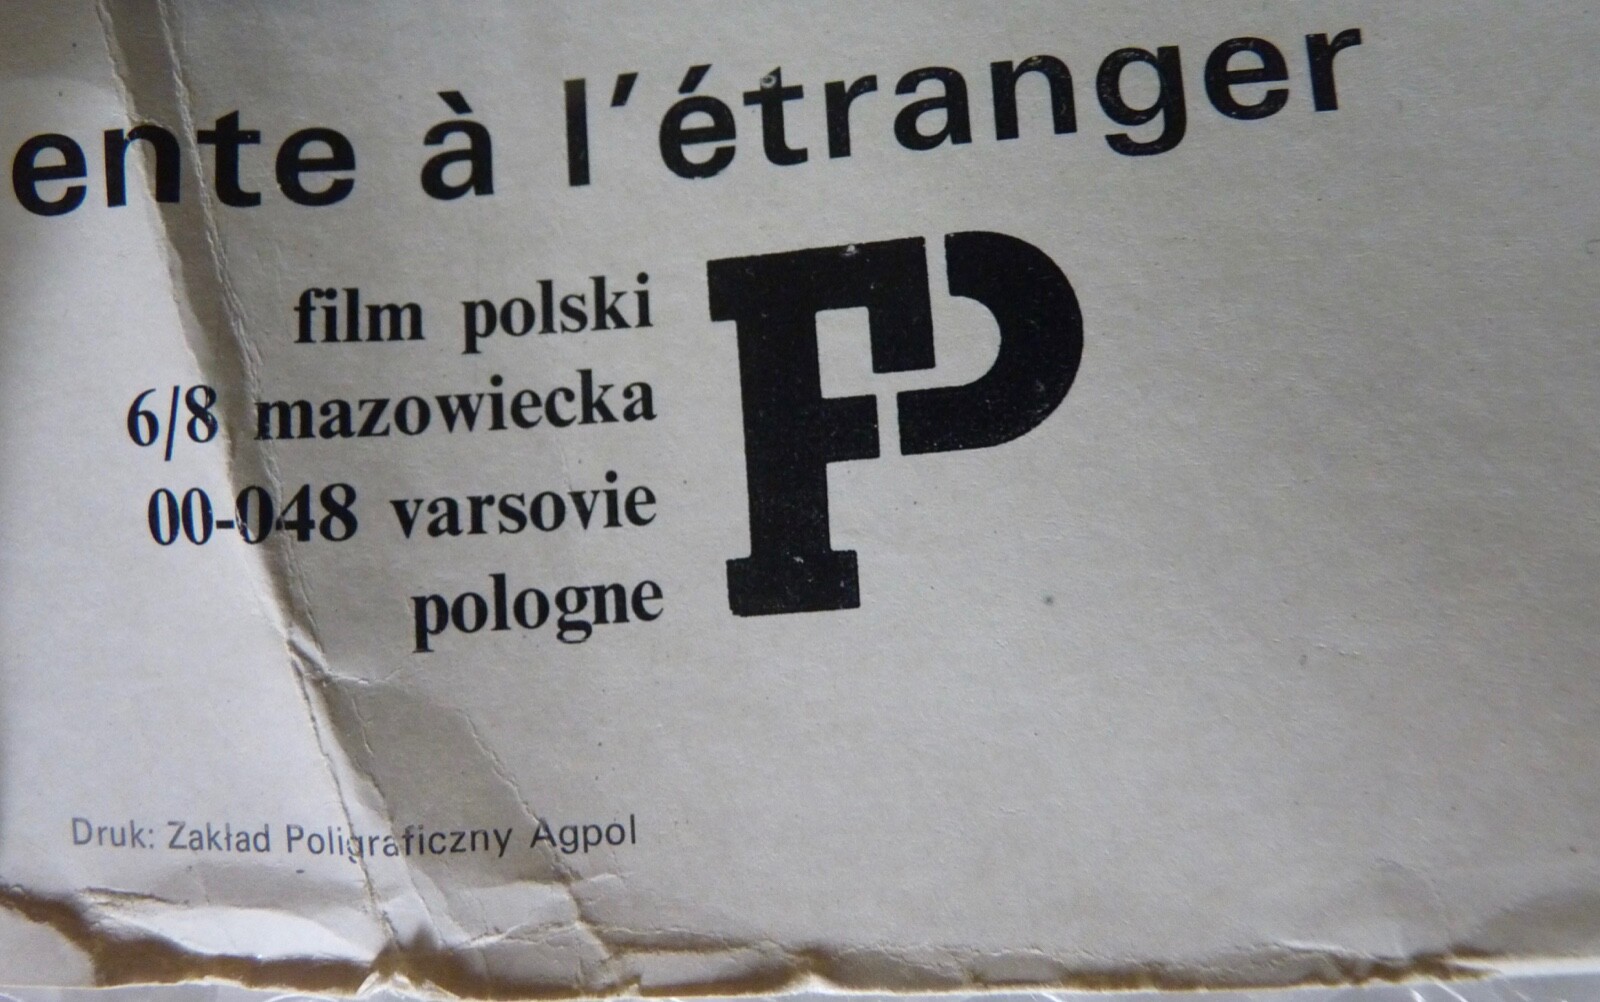 ente à l'étranger
film polski
6/8 mazowiecka
00-048 varsovie
pologne
FP
Druk: Zakład Poligraficzny Agpol